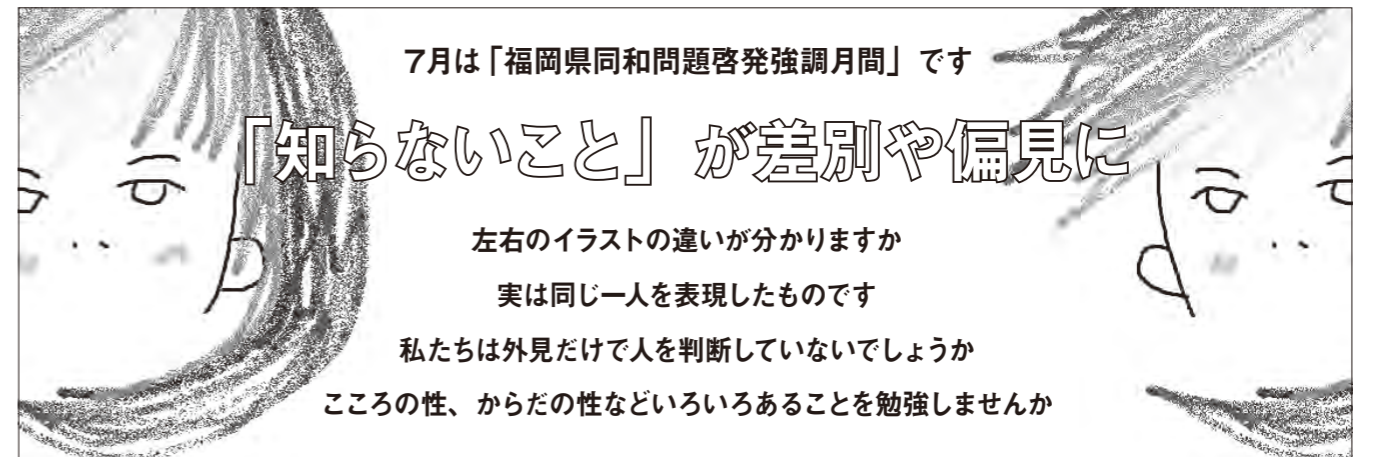 7月は「福岡県同和問題啓発強調月間」です
「知らないこと」が差別や偏見に
左右のイラストの違いが分かりますか
実は同じ一人を表現したものです
私たちは外見だけで人を判断していないでしょうか
こころの性、からだの性などいろいろあることを勉強しませんか